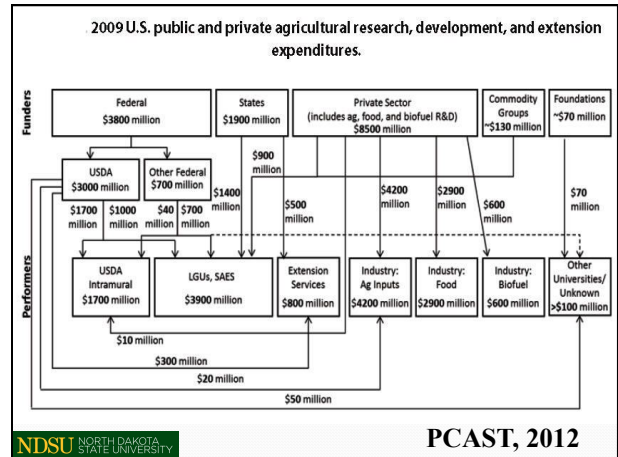 2009 U.S. public and private agricultural research, development, and extension
expenditures.
Funders
Federal
$3800 million
States
$1900 million
Private Sector
(includes ag, food, and biofuel R&D)
$8500 million
Commodity
Groups
~$130 million
Foundations
~$70 million
USDA
$3000 million
Other Federal
$700 million
$900
million
$1700
million
$1000
million
$40
million
$700
million
$1400
million
$500
million
$4200
million
$2900
million
$600
million
$70
million
Performers
USDA
Intramural
$1700 million
LGUs, SAES
$3900 million
Extension
Services
$800 million
Industry:
Ag Inputs
$4200 million
Industry:
Food
$2900 million
Industry:
Biofuel
$600 million
Other
Universities/
Unknown
>$100 million
$10 million
$300 million
$20 million
$50 million
NDSU NORTH DAKOTA
STATE UNIVERSITY
PCAST, 2012